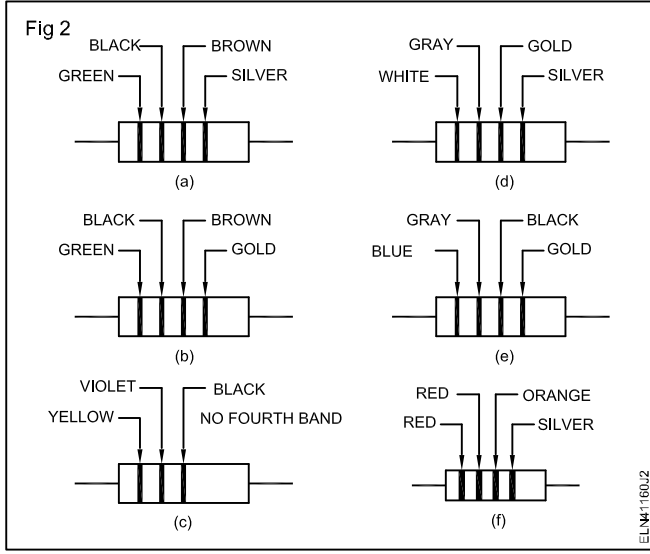 Fig 2
BLACK BROWN
GREEN SILVER
(a)
GRAY GOLD
WHITE SILVER
(d)
BLACK BROWN
GREEN GOLD
(b)
GRAY BLACK
BLUE GOLD
(e)
VIOLET BLACK
YELLOW NO FOURTH BAND
(c)
RED ORANGE
RED SILVER
(f)
ELN41160J2